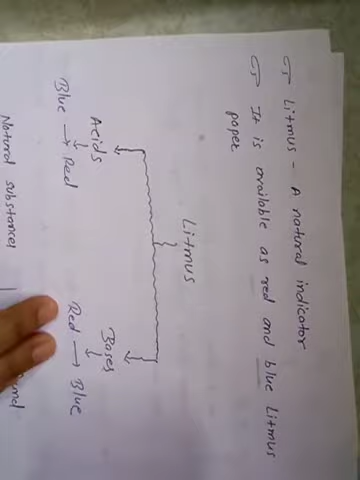 Litmus - A natural indicator
It is available as red and blue Litmus
paper
Litmus
Acids Bases
Blue → Red Red → Blue
Natural substances